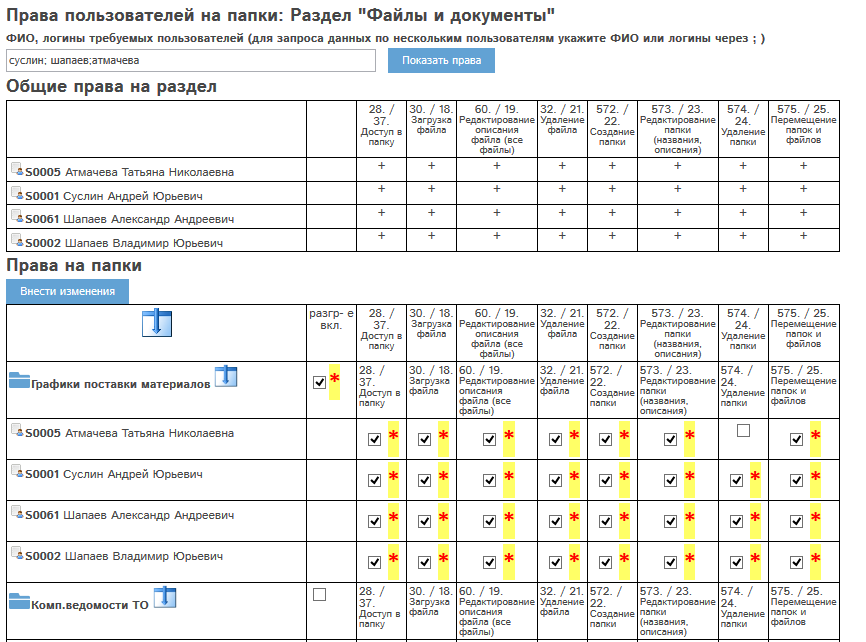 Права пользователей на папки: Раздел "Файлы и документы"
ФИО, логины требуемых пользователей (для запроса данных по нескольким пользователям укажите ФИО или логины через ; )
суслин; шапаев;атмачева
Показать права
Общие права на раздел
28. / 37. Доступ в папку
30. / 18. Загрузка файла
60. / 19. Редактирование описания файла (все файлы)
32. / 21. Удаление файла
572. / 22. Создание папки
573. / 23. Редактирование папки (названия, описания)
574. / 24. Удаление папки
575. / 25. Перемещение папок и файлов
S0005 Атмачева Татьяна Николаевна + + + + + + + +
S0001 Суслин Андрей Юрьевич + + + + + + + +
S0061 Шапаев Александр Андреевич + + + + + + + +
S0002 Шапаев Владимир Юрьевич + + + + + + + +
Права на папки
Внести изменения
разгр- е вкл.
28. / 37. Доступ в папку
30. / 18. Загрузка файла
60. / 19. Редактирование описания файла (все файлы)
32. / 21. Удаление файла
572. / 22. Создание папки
573. / 23. Редактирование папки (названия, описания)
574. / 24. Удаление папки
575. / 25. Перемещение папок и файлов
Графики поставки материалов *
28. / 37. Доступ в папку
30. / 18. Загрузка файла
60. / 19. Редактирование описания файла (все файлы)
32. / 21. Удаление файла
572. / 22. Создание папки
573. / 23. Редактирование папки (названия, описания)
574. / 24. Удаление папки
575. / 25. Перемещение папок и файлов
S0005 Атмачева Татьяна Николаевна * * * * * * *
S0001 Суслин Андрей Юрьевич * * * * * * * *
S0061 Шапаев Александр Андреевич * * * * * * * *
S0002 Шапаев Владимир Юрьевич * * * * * * * *
Комп.ведомости ТО
28. / 37. Доступ в папку
30. / 18. Загрузка файла
60. / 19. Редактирование описания файла (все файлы)
32. / 21. Удаление файла
572. / 22. Создание папки
573. / 23. Редактирование папки (названия, описания)
574. / 24. Удаление папки
575. / 25. Перемещение папок и файлов